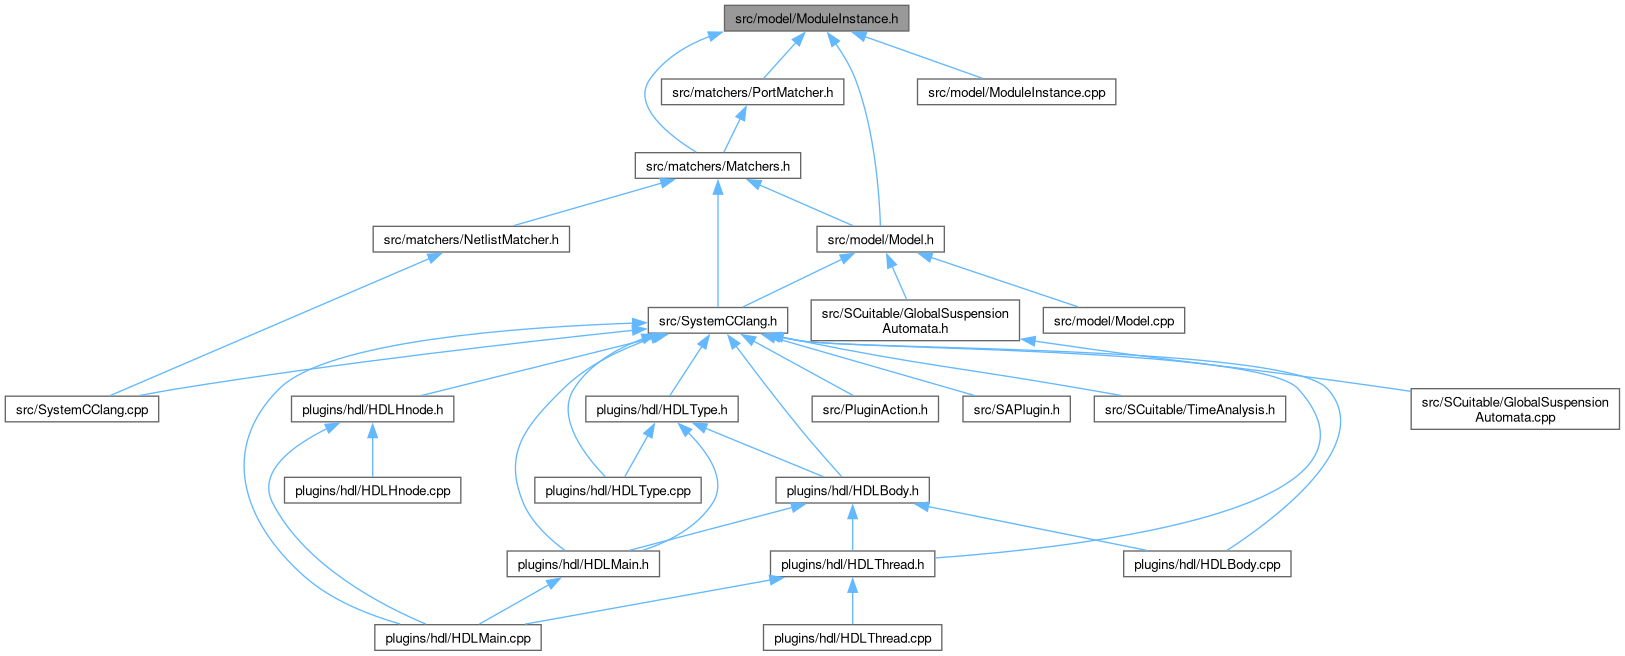 src/model/ModuleInstance.h
src/matchers/PortMatcher.h
src/model/ModuleInstance.cpp
src/matchers/Matchers.h
src/matchers/NetlistMatcher.h
src/model/Model.h
src/SystemCClang.h
src/SCuitable/GlobalSuspension
Automata.h
src/model/Model.cpp
src/SystemCClang.cpp
plugins/hdl/HDLHnode.h
plugins/hdl/HDLType.h
src/PluginAction.h
src/SAPlugin.h
src/SCuitable/TimeAnalysis.h
src/SCuitable/GlobalSuspension
Automata.cpp
plugins/hdl/HDLHnode.cpp
plugins/hdl/HDLType.cpp
plugins/hdl/HDLBody.h
plugins/hdl/HDLMain.h
plugins/hdl/HDLThread.h
plugins/hdl/HDLBody.cpp
plugins/hdl/HDLMain.cpp
plugins/hdl/HDLThread.cpp